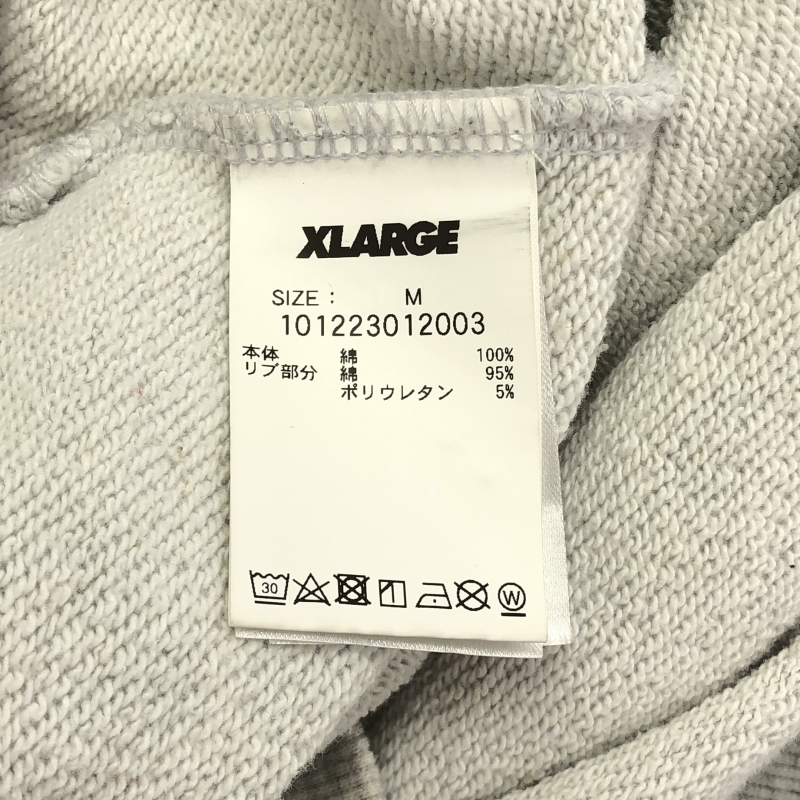 XLARGE
SIZE : M
101223012003
本体 綿 100%
リブ部分 綿 95%
ポリウレタン 5%
30 W